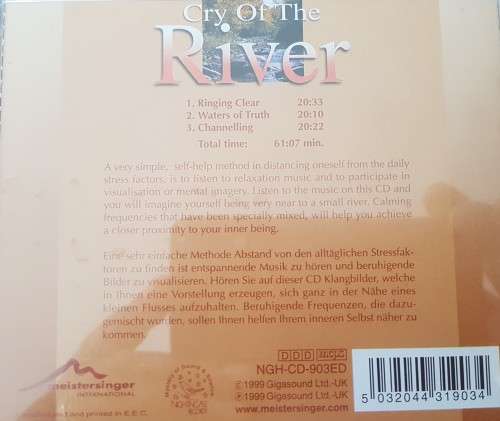 Cry Of The
River
1. Ringing Clear 20:33
2. Waters of Truth 20:10
3. Channelling 20:22
Total time: 61:07 min.
A very simple, self-help method in distancing oneself from the daily
stress factors, is to listen to relaxation music and to participate in
visualisation or mental imagery. Listen to the music on this CD and
you will imagine yourself being very near to a small river. Calming
frequencies that have been specially mixed, will help you achieve
a closer proximity to your inner being.
Eine sehr einfache Methode Abstand von den alltäglichen Stressfak-
toren zu finden ist entspannende Musik zu hören und beruhigende
Bilder zu visualisieren. Hören Sie auf dieser CD Klangbilder, welche
in Ihnen eine Vorstellung erzeugen, sich ganz in der Nähe eines
kleinen Flusses aufzuhalten. Beruhigende Frequenzen, die dazu-
gemischt wurden, sollen Ihnen helfen Ihrem inneren Selbst näher zu
kommen.
DDD
NGH-CD-903ED
℗1999 Gigasound Ltd.-UK
©1999 Gigasound Ltd.-UK
www.meistersinger.com
meistersinger
INTERNATIONAL
and printed in E.E.C.
5 032044 319034